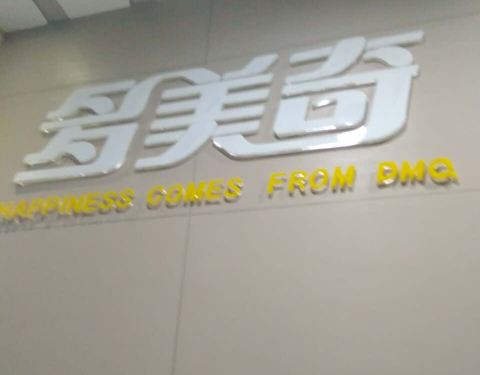 多美奇
HAPPINESS COMES FROM DMQ